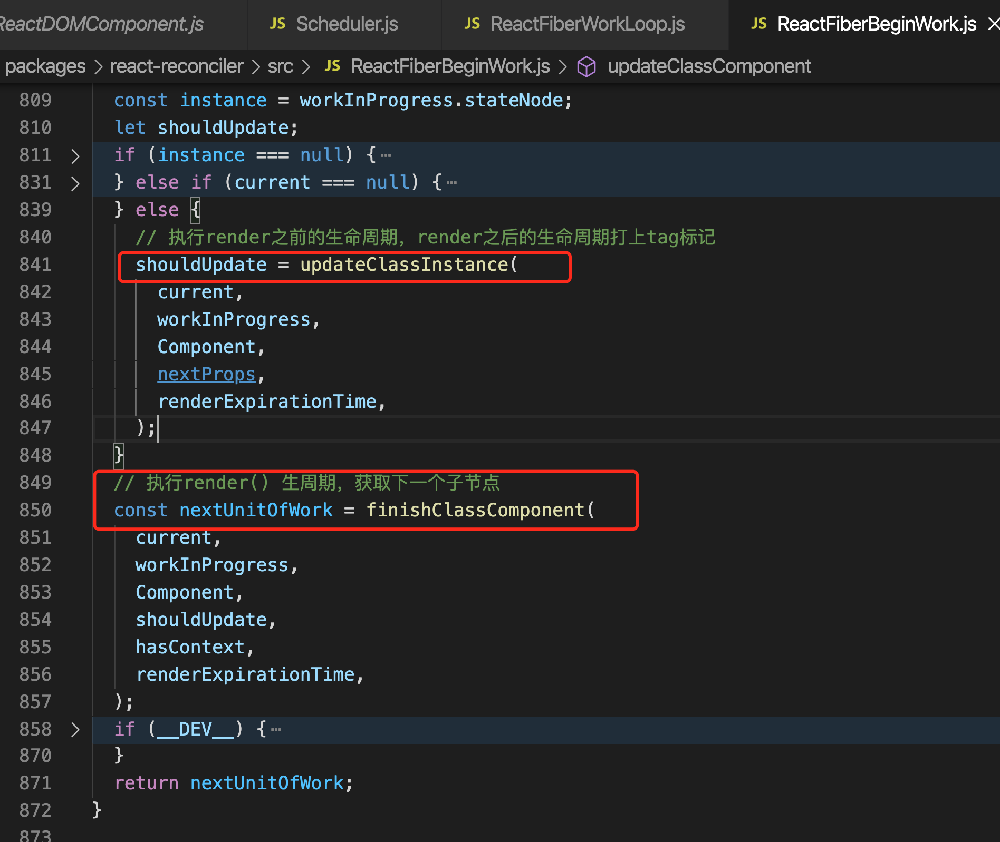 ReactDOMComponent.js JS Scheduler.js JS ReactFiberWorkLoop.js JS ReactFiberBeginWork.js
packages > react-reconciler > src > JS ReactFiberBeginWork.js > updateClassComponent
809 const instance = workInProgress.stateNode;
810 let shouldUpdate;
811 if (instance === null) {…
831 } else if (current === null) {…
839 } else {
840 // 执行render之前的生命周期，render之后的生命周期打上tag标记
841 shouldUpdate = updateClassInstance(
842 current,
843 workInProgress,
844 Component,
845 nextProps,
846 renderExpirationTime,
847 );
848 }
849 // 执行render() 生周期，获取下一个子节点
850 const nextUnitOfWork = finishClassComponent(
851 current,
852 workInProgress,
853 Component,
854 shouldUpdate,
855 hasContext,
856 renderExpirationTime,
857 );
858 if (__DEV__) {…
870 }
871 return nextUnitOfWork;
872 }
873